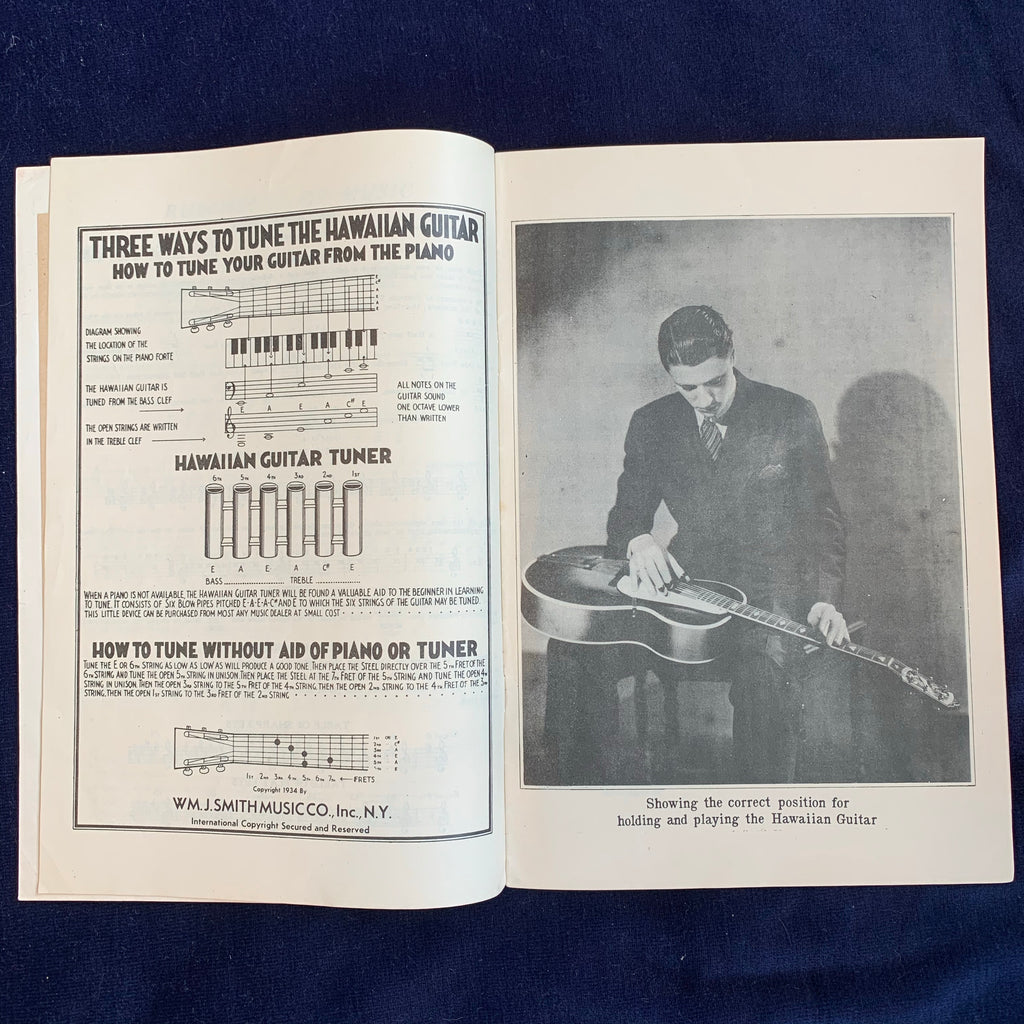 THREE WAYS TO TUNE THE HAWAIIAN GUITAR
HOW TO TUNE YOUR GUITAR FROM THE PIANO
C#
E
A
E
A
E
DIAGRAM SHOWING
THE LOCATION OF THE
STRINGS ON THE PIANO FORTE
THE HAWAIIAN GUITAR IS
TUNED FROM THE BASS CLEF
E A E A C# E
THE OPEN STRINGS ARE WRITTEN
IN THE TREBLE CLEF
ALL NOTES ON THE
GUITAR SOUND
ONE OCTAVE LOWER
THAN WRITTEN
HAWAIIAN GUITAR TUNER
6TH 5TH 4TH 3RD 2ND 1ST
E A E A C# E
BASS TREBLE
WHEN A PIANO IS NOT AVAILABLE, THE HAWAIIAN GUITAR TUNER WILL BE FOUND A VALUABLE AID TO THE BEGINNER IN LEARNING
TO TUNE. IT CONSISTS OF SIX BLOW PIPES PITCHED E-A-E-A-C# AND E TO WHICH THE SIX STRINGS OF THE GUITAR MAY BE TUNED.
THIS LITTLE DEVICE CAN BE PURCHASED FROM MOST ANY MUSIC DEALER AT SMALL COST
HOW TO TUNE WITHOUT AID OF PIANO OR TUNER
TUNE THE E OR 6TH STRING AS LOW AS LOW AS WILL PRODUCE A GOOD TONE. THEN PLACE THE STEEL DIRECTLY OVER THE 5TH FRET OF THE
6TH STRING AND TUNE THE OPEN 5TH STRING IN UNISON. THEN PLACE THE STEEL AT THE 7TH FRET OF THE 5TH STRING AND TUNE THE OPEN 4TH
STRING IN UNISON. THEN THE OPEN 3RD STRING TO THE 5TH FRET OF THE 4TH STRING, THEN THE OPEN 2ND STRING TO THE 4TH FRET OF THE 3RD
STRING, THEN THE OPEN 1ST STRING TO THE 3RD FRET OF THE 2ND STRING
1ST 2ND 3RD 4TH 5TH 6TH 7TH FRETS
Copyright 1934 By
WM. J. SMITH MUSIC CO., Inc., N.Y.
International Copyright Secured and Reserved
Showing the correct position for
holding and playing the Hawaiian Guitar